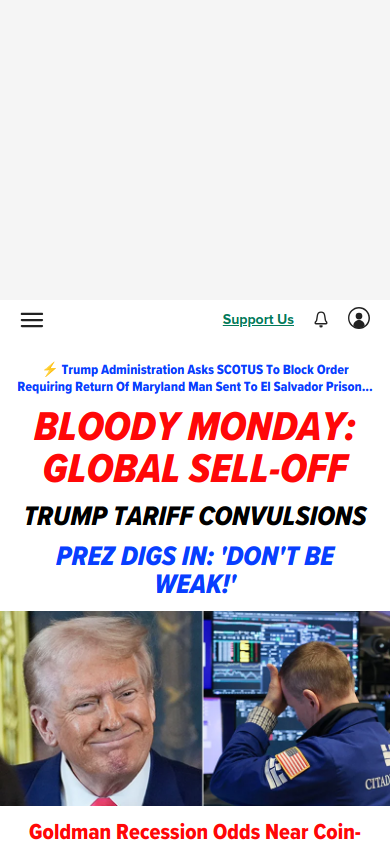 Support Us
⚡ Trump Administration Asks SCOTUS To Block Order
Requiring Return Of Maryland Man Sent To El Salvador Prison...
BLOODY MONDAY:
GLOBAL SELL-OFF
TRUMP TARIFF CONVULSIONS
PREZ DIGS IN: 'DON'T BE
WEAK!'
CITAD
Goldman Recession Odds Near Coin-